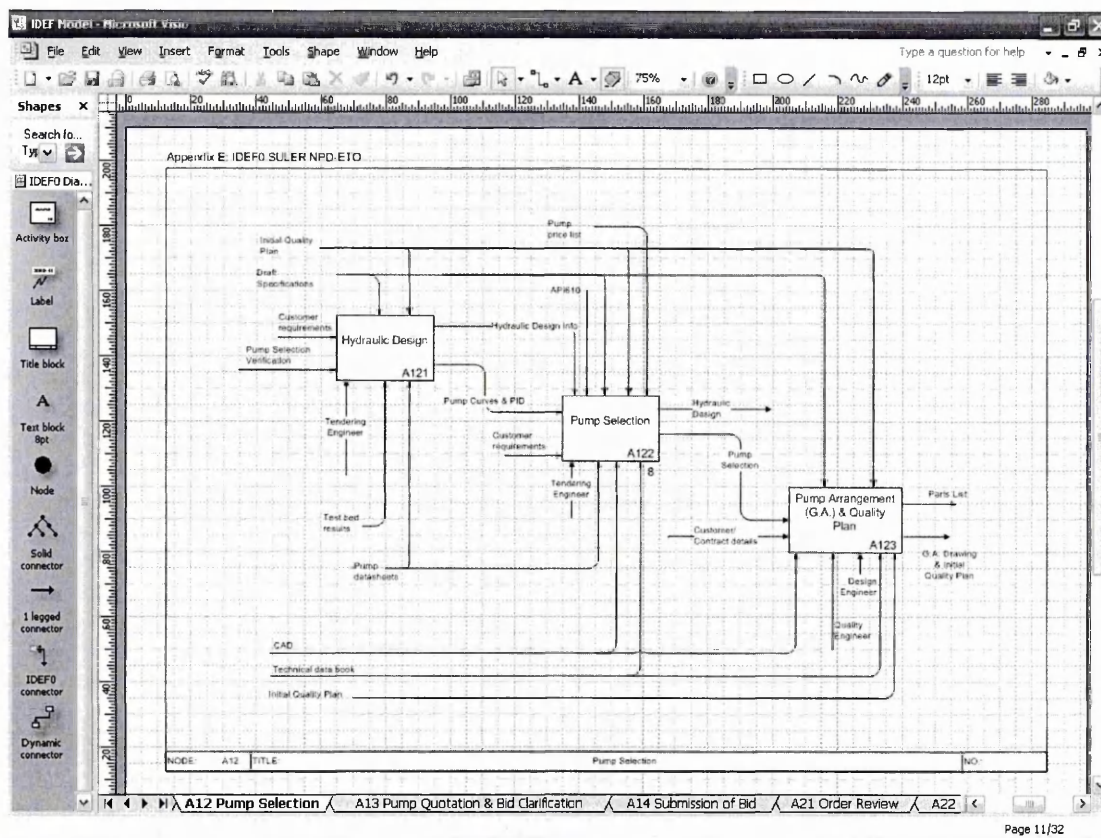 IDEF Model - Microsoft Visio
File Edit View Insert Format Tools Shape Window Help
Type a question for help
75%
12pt
Shapes
Search fo...
IDEF0 Dia...
Activity box
Label
Title block
Text block
8pt
Node
Solid
connector
1 legged
connector
IDEF0
connector
Dynamic
connector
Appendix E: IDEF0 SULER NPD-ETO
Pump
price list
Initial Quality
Plan
Draft
Specifications
API610
Customer
requirements
Pump Selection
Verification
Hydraulic Design
A121
Hydraulic Design Info
Pump Curves & PID
Tendering
Engineer
Test bed
results
Pump
datasheets
Customer
requirements
Pump Selection
A122
8
Tendering
Engineer
Hydraulic
Design
Pump
Selection
Customer/
Contract details
Pump Arrangement
(G.A.) & Quality
Plan
A123
Parts List
G.A. Drawing
& Initial
Quality Plan
Design
Engineer
Quality
Engineer
CAD
Technical data book
Initial Quality Plan
NODE: A12 TITLE: Pump Selection NO.:
A12 Pump Selection A13 Pump Quotation & Bid Clarification A14 Submission of Bid A21 Order Review A22
Page 11/32